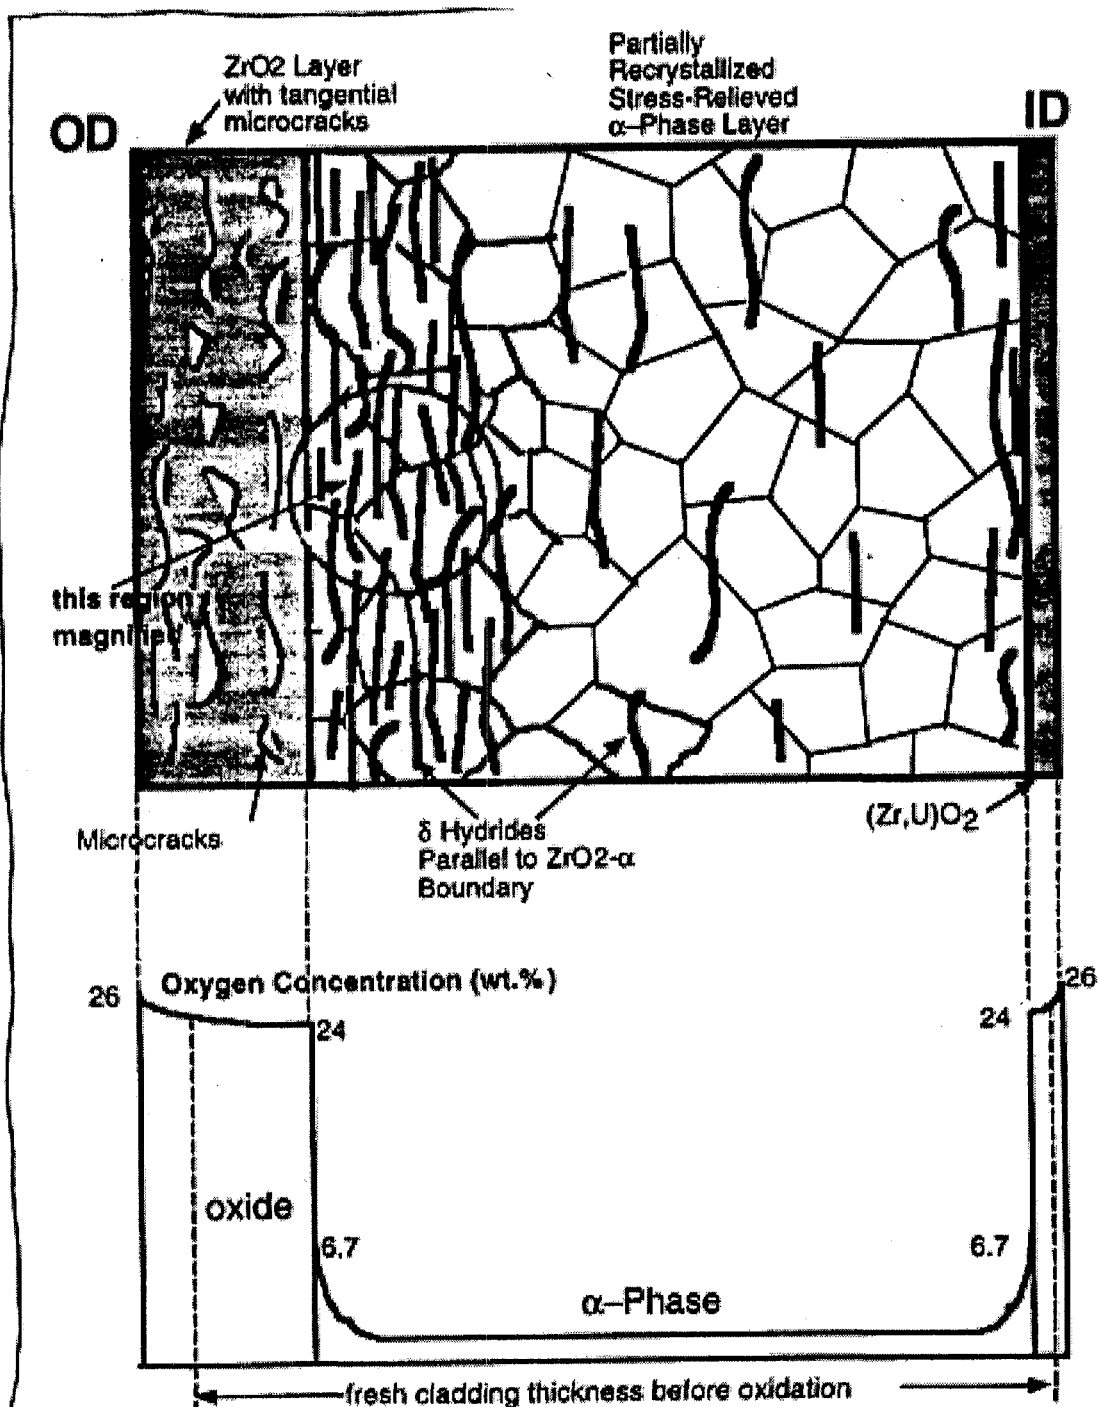 ZrO2 Layer
with tangential
microcracks
Partially
Recrystallized
Stress-Relieved
α–Phase Layer
OD
ID
this region
magnified
Microcracks
δ Hydrides
Parallel to ZrO2-α
Boundary
(Zr,U)O2
Oxygen Concentration (wt.%)
26
24
26
24
oxide
6.7
6.7
α–Phase
fresh cladding thickness before oxidation